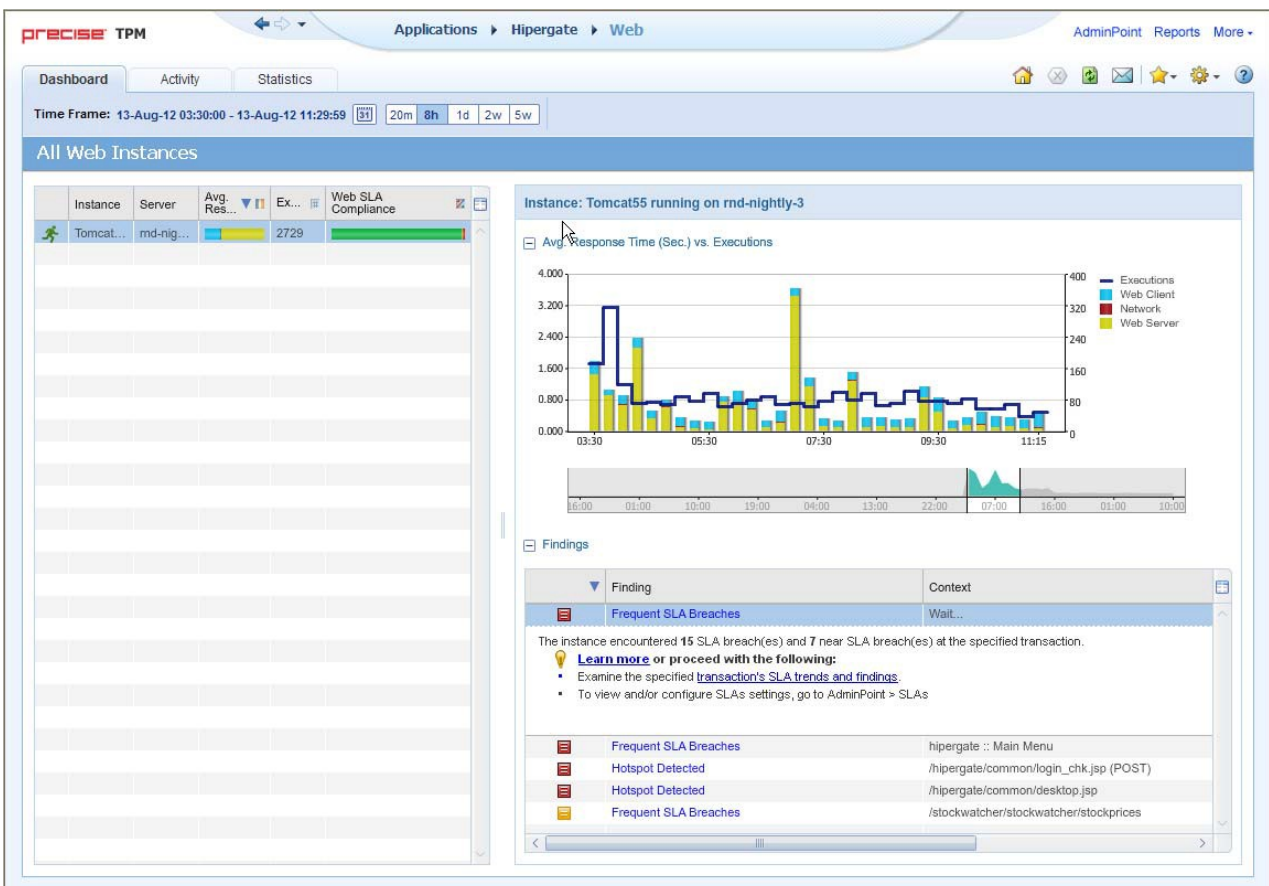 precise TPM
Applications Hipergate Web
AdminPoint Reports More
Dashboard Activity Statistics
Time Frame: 13-Aug-12 03:30:00 - 13-Aug-12 11:29:59 31 20m 8h 1d 2w 5w
All Web Instances
Instance Server Avg. Res... Ex... Web SLA Compliance
Tomcat... rnd-nig... 2729
Instance: Tomcat55 running on rnd-nightly-3
Avg. Response Time (Sec.) vs. Executions
4.000
3.200
2.400
1.600
0.800
0.000
400
320
240
160
80
0
Executions
Web Client
Network
Web Server
03:30 05:30 07:30 09:30 11:15
16:00 01:00 10:00 19:00 04:00 13:00 22:00 07:00 16:00 01:00 10:00
Findings
Finding Context
Frequent SLA Breaches Wait...
The instance encountered 15 SLA breach(es) and 7 near SLA breach(es) at the specified transaction.
Learn more or proceed with the following:
Examine the specified transaction's SLA trends and findings.
To view and/or configure SLAs settings, go to AdminPoint > SLAs
Frequent SLA Breaches hipergate :: Main Menu
Hotspot Detected /hipergate/common/login_chk.jsp (POST)
Hotspot Detected /hipergate/common/desktop.jsp
Frequent SLA Breaches /stockwatcher/stockwatcher/stockprices